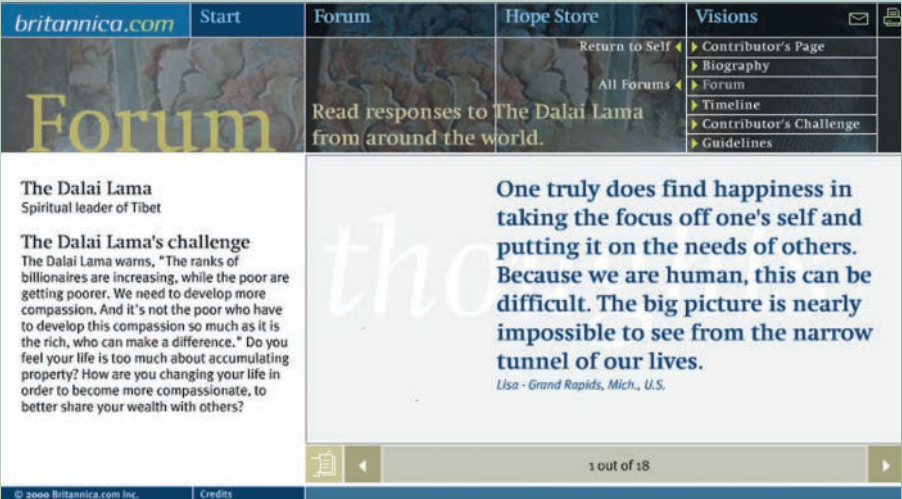 britannica.com
Start
Forum
Hope Store
Visions
Return to Self
Contributor's Page
Biography
All Forums
Forum
Timeline
Contributor's Challenge
Guidelines
Forum
Read responses to The Dalai Lama
from around the world.
The Dalai Lama
Spiritual leader of Tibet
The Dalai Lama's challenge
The Dalai Lama warns, "The ranks of
billionaires are increasing, while the poor are
getting poorer. We need to develop more
compassion. And it's not the poor who have
to develop this compassion so much as it is
the rich, who can make a difference." Do you
feel your life is too much about accumulating
property? How are you changing your life in
order to become more compassionate, to
better share your wealth with others?
One truly does find happiness in
taking the focus off one's self and
putting it on the needs of others.
Because we are human, this can be
difficult. The big picture is nearly
impossible to see from the narrow
tunnel of our lives.
Lisa - Grand Rapids, Mich., U.S.
1 out of 18
© 2000 Britannica.com Inc.
Credits